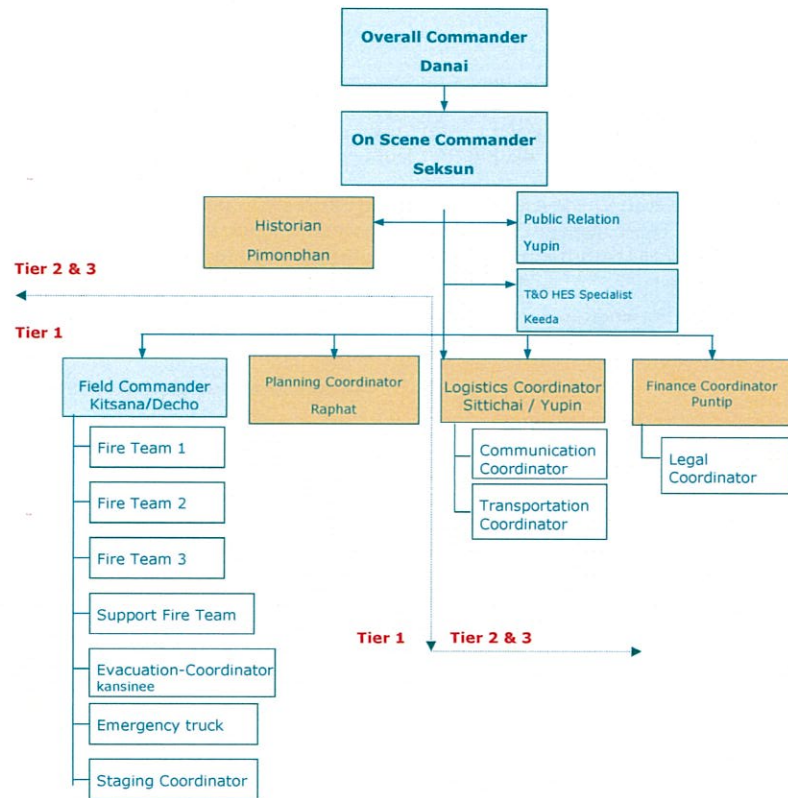 Overall Commander
Danai
On Scene Commander
Seksun
Historian
Pimonphan
Public Relation
Yupin
Tier 2 & 3
T&O HES Specialist
Keeda
Tier 1
Field Commander
Kitsana/Decho
Planning Coordinator
Raphat
Logistics Coordinator
Sittichai / Yupin
Finance Coordinator
Puntip
Fire Team 1
Fire Team 2
Fire Team 3
Support Fire Team
Evacuation-Coordinator
kansinee
Emergency truck
Staging Coordinator
Communication
Coordinator
Transportation
Coordinator
Legal
Coordinator
Tier 1
Tier 2 & 3